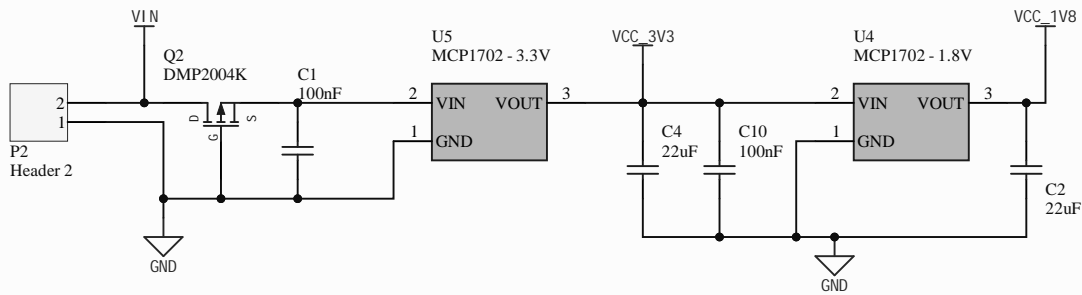 VIN
VCC_1V8
U5
MCP1702 - 3.3V
VCC_3V3
U4
MCP1702 - 1.8V
Q2
DMP2004K
C1
100nF
2
1
D
G
S
2
VIN
VOUT
3
1
GND
2
VIN
VOUT
3
1
GND
P2
Header 2
C4
22uF
C10
100nF
C2
22uF
GND
GND